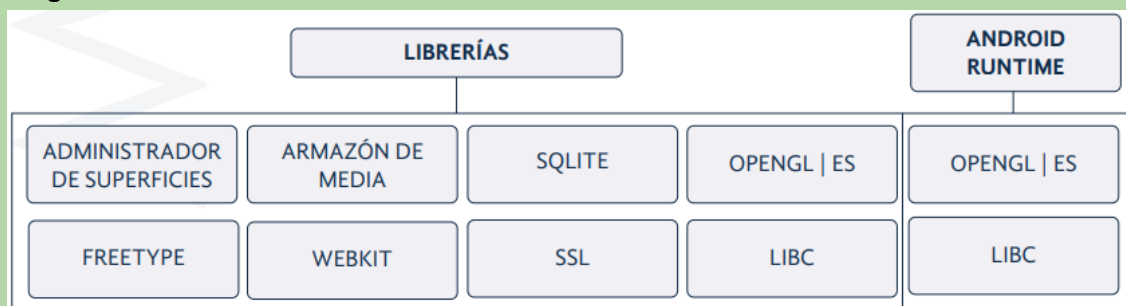 LIBRERÍAS
ANDROID
RUNTIME
ADMINISTRADOR
DE SUPERFICIES
ARMAZÓN DE
MEDIA
SQLITE
OPENGL | ES
OPENGL | ES
FREETYPE
WEBKIT
SSL
LIBC
LIBC